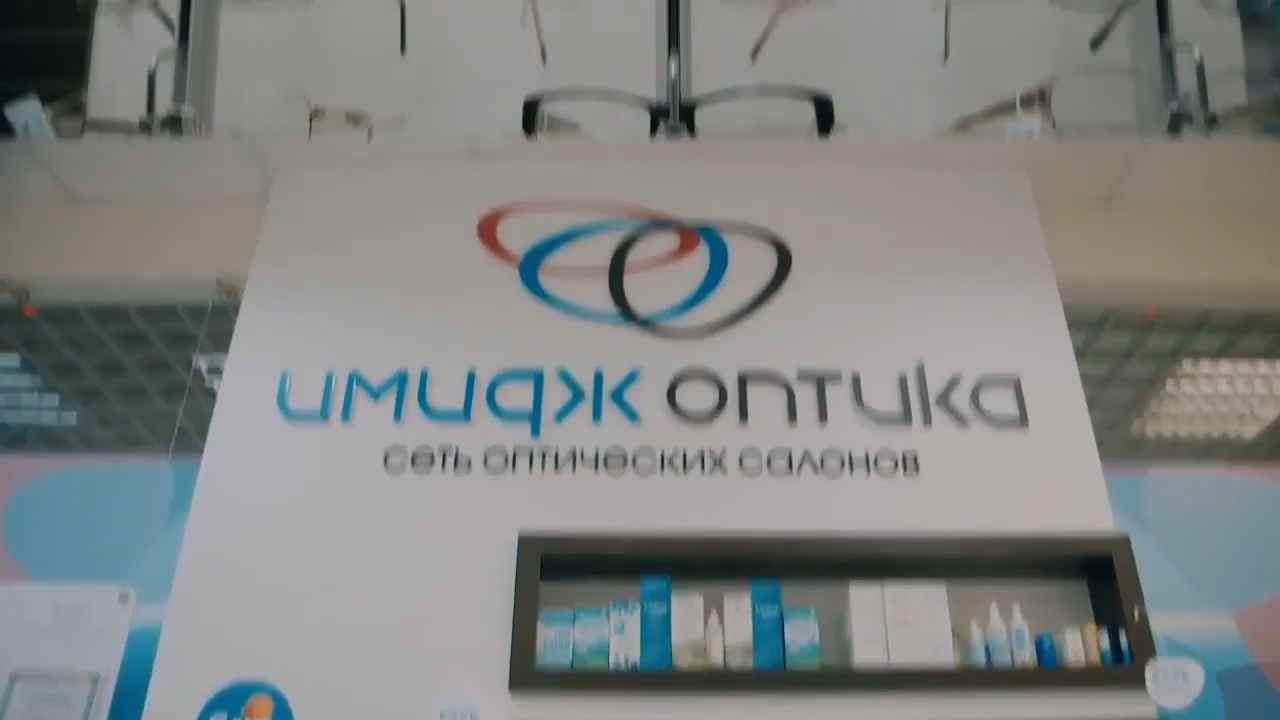 имидж оптика
сеть оптических салонов